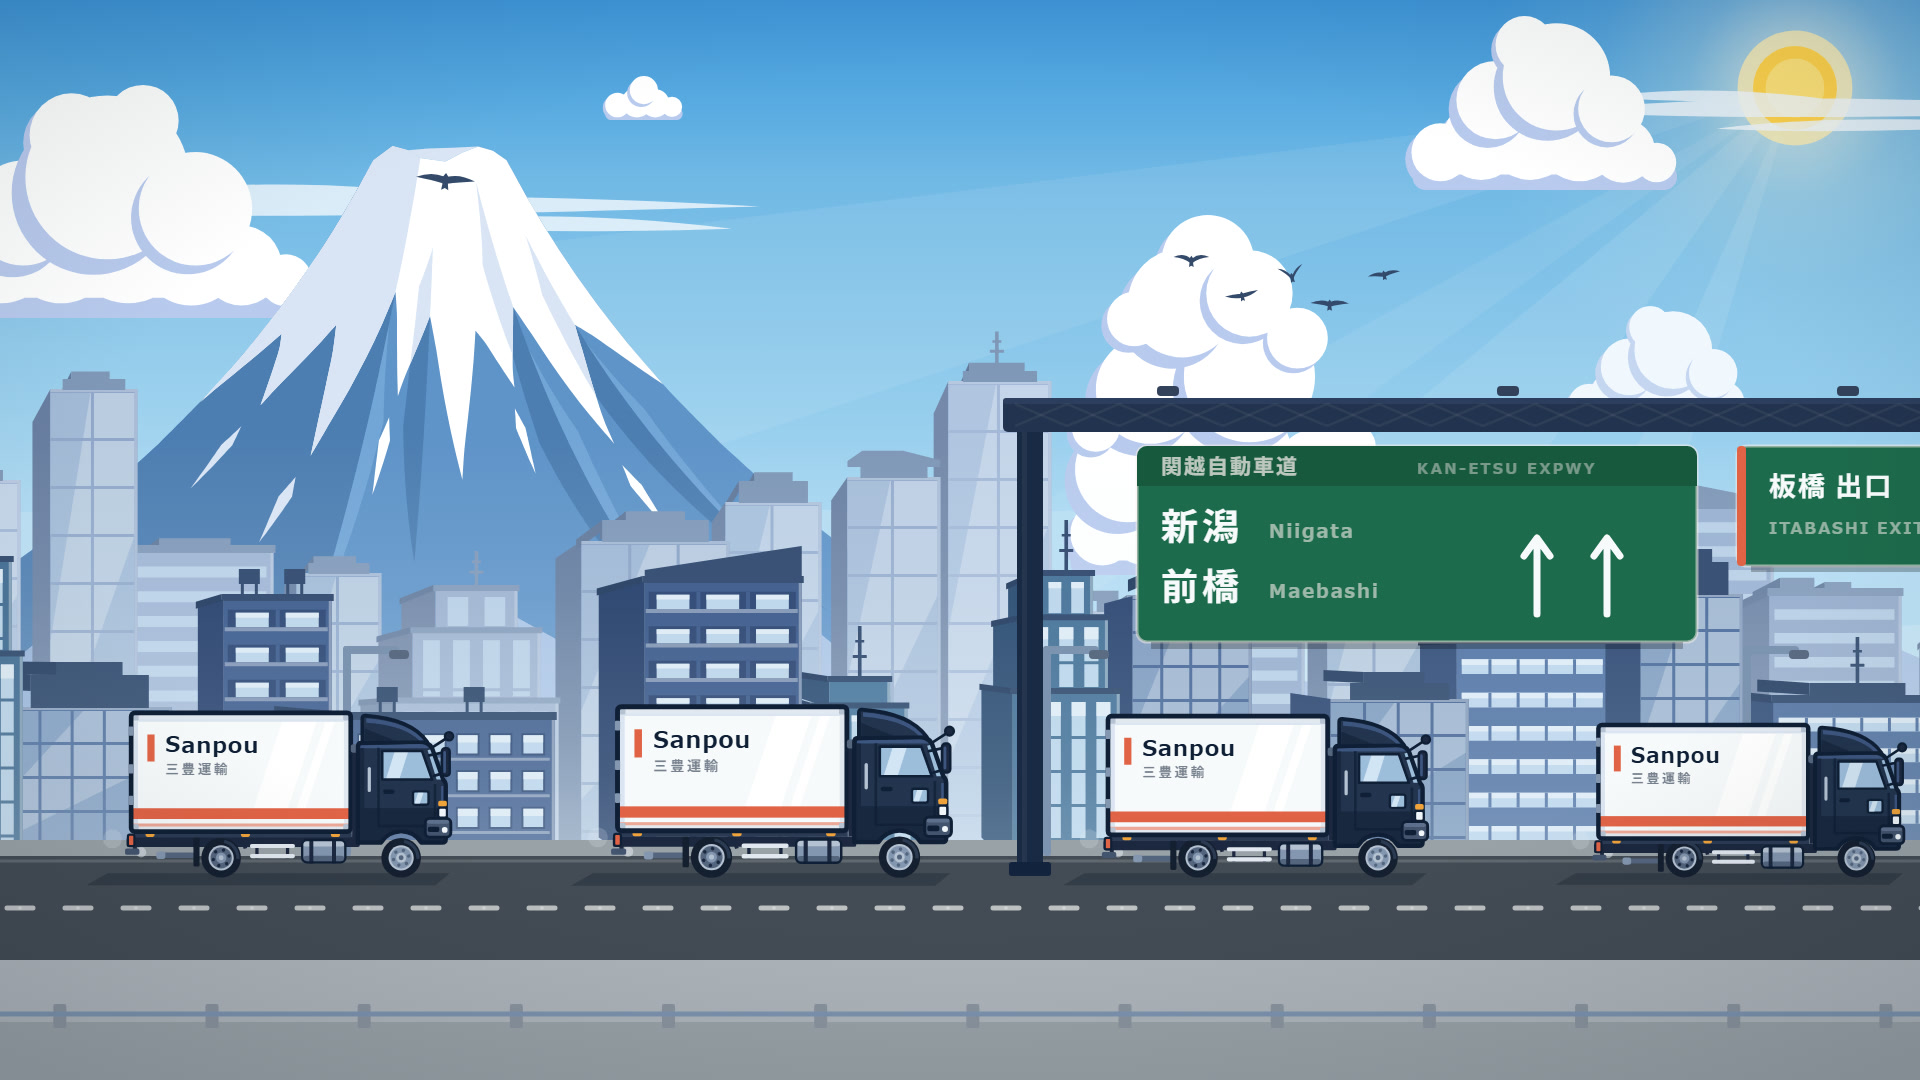 関越自動車道 KAN-ETSU EXPWY
新潟 Niigata
前橋 Maebashi
板橋 出口
ITABASHI EXIT
Sanpou
三豊運輸
Sanpou
三豊運輸
Sanpou
三豊運輸
Sanpou
三豊運輸